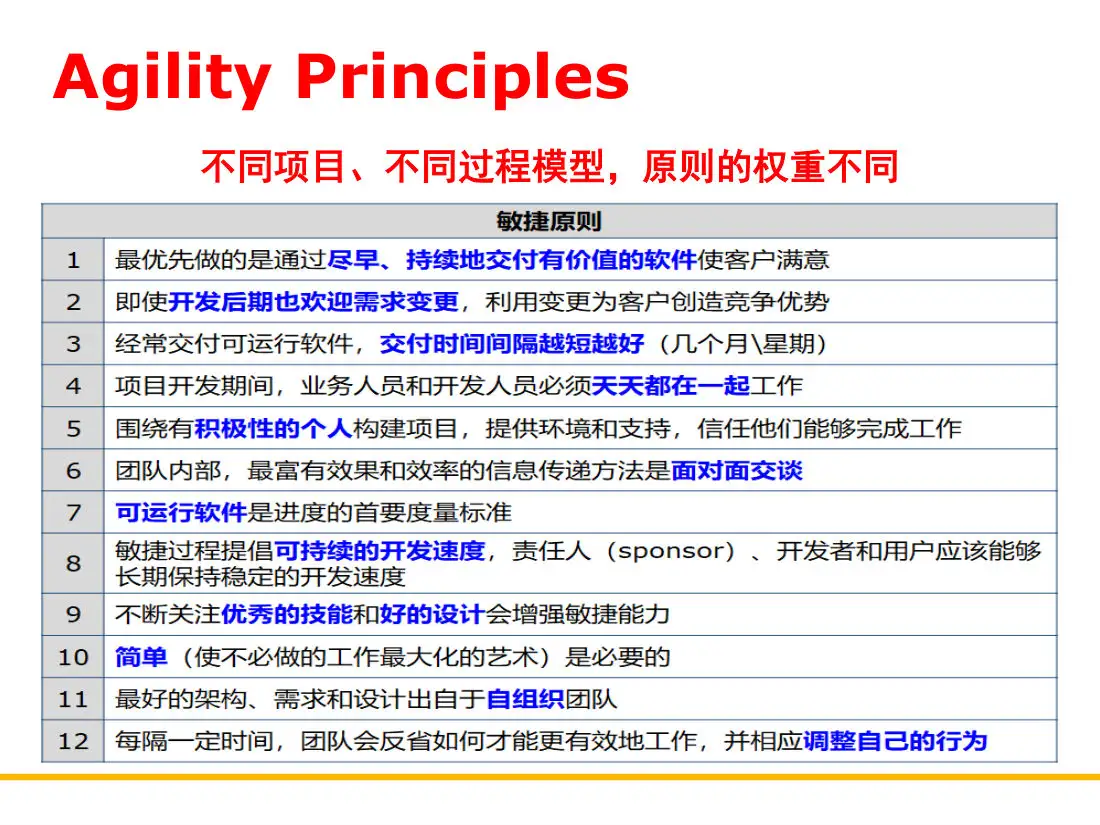 Agility Principles
不同项目、不同过程模型，原则的权重不同
敏捷原则
1 最优先做的是通过尽早、持续地交付有价值的软件使客户满意
2 即使开发后期也欢迎需求变更，利用变更为客户创造竞争优势
3 经常交付可运行软件，交付时间间隔越短越好（几个月\星期）
4 项目开发期间，业务人员和开发人员必须天天都在一起工作
5 围绕有积极性的个人构建项目，提供环境和支持，信任他们能够完成工作
6 团队内部，最富有效果和效率的信息传递方法是面对面交谈
7 可运行软件是进度的首要度量标准
8 敏捷过程提倡可持续的开发速度，责任人（sponsor）、开发者和用户应该能够
长期保持稳定的开发速度
9 不断关注优秀的技能和好的设计会增强敏捷能力
10 简单（使不必做的工作最大化的艺术）是必要的
11 最好的架构、需求和设计出自于自组织团队
12 每隔一定时间，团队会反省如何才能更有效地工作，并相应调整自己的行为